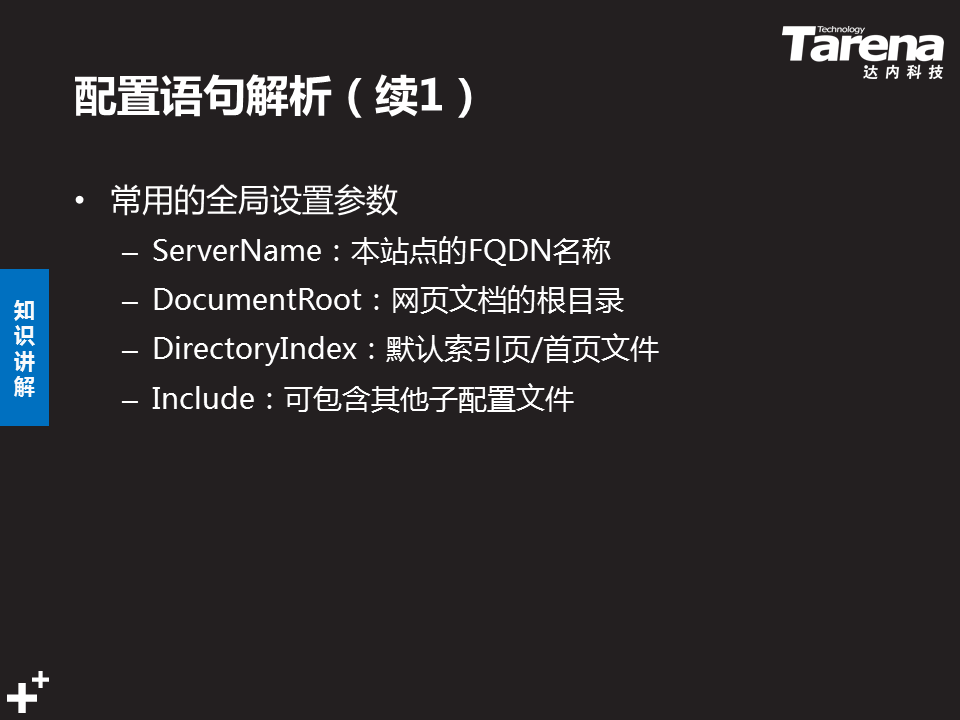 Technology
Tarena
达内科技
配置语句解析（续1）
• 常用的全局设置参数
– ServerName：本站点的FQDN名称
– DocumentRoot：网页文档的根目录
– DirectoryIndex：默认索引页/首页文件
– Include：可包含其他子配置文件
知
识
讲
解